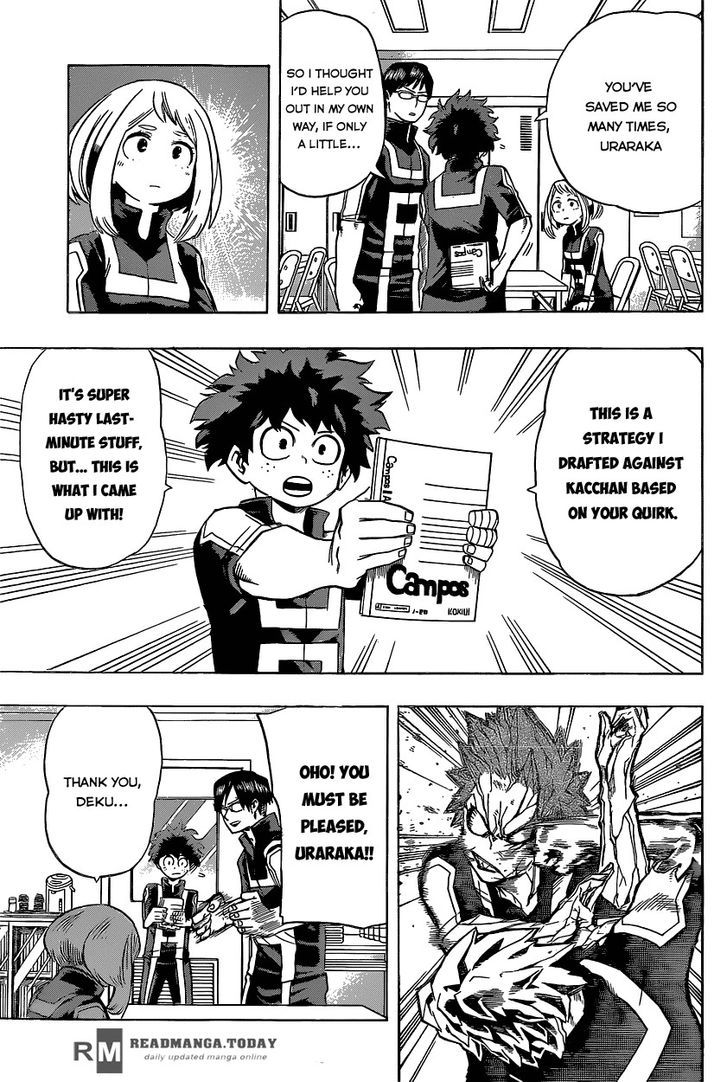 YOU'VE
SAVED ME SO
MANY TIMES,
URARAKA
SO I THOUGHT
I'D HELP YOU
OUT IN MY OWN
WAY, IF ONLY
A LITTLE...
Campos
THIS IS A
STRATEGY I
DRAFTED AGAINST
KACCHAN BASED
ON YOUR QUIRK.
IT'S SUPER
HASTY LAST-
MINUTE STUFF,
BUT... THIS IS
WHAT I CAME
UP WITH!
Campos
Campos
OHO! YOU
MUST BE
PLEASED,
URARAKA!!
THANK YOU,
DEKU...
RM
READMANGA.TODAY
daily updated manga online